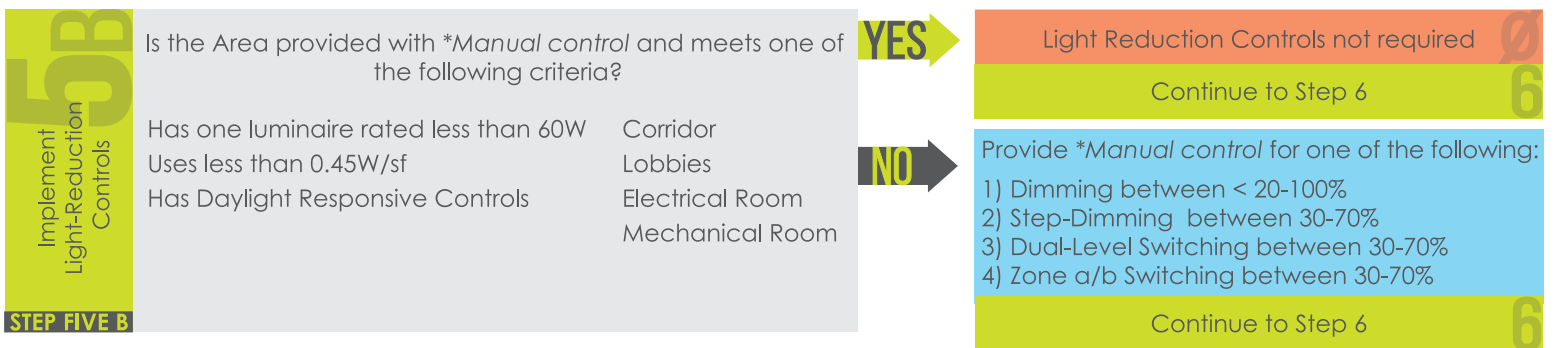 5B
Implement
Light-Reduction
Controls
STEP FIVE B
Is the Area provided with *Manual control and meets one of
the following criteria?
Has one luminaire rated less than 60W
Uses less than 0.45W/sf
Has Daylight Responsive Controls
Corridor
Lobbies
Electrical Room
Mechanical Room
YES
Light Reduction Controls not required
Ø
Continue to Step 6
6
NO
Provide *Manual control for one of the following:
1) Dimming between < 20-100%
2) Step-Dimming between 30-70%
3) Dual-Level Switching between 30-70%
4) Zone a/b Switching between 30-70%
Continue to Step 6
6